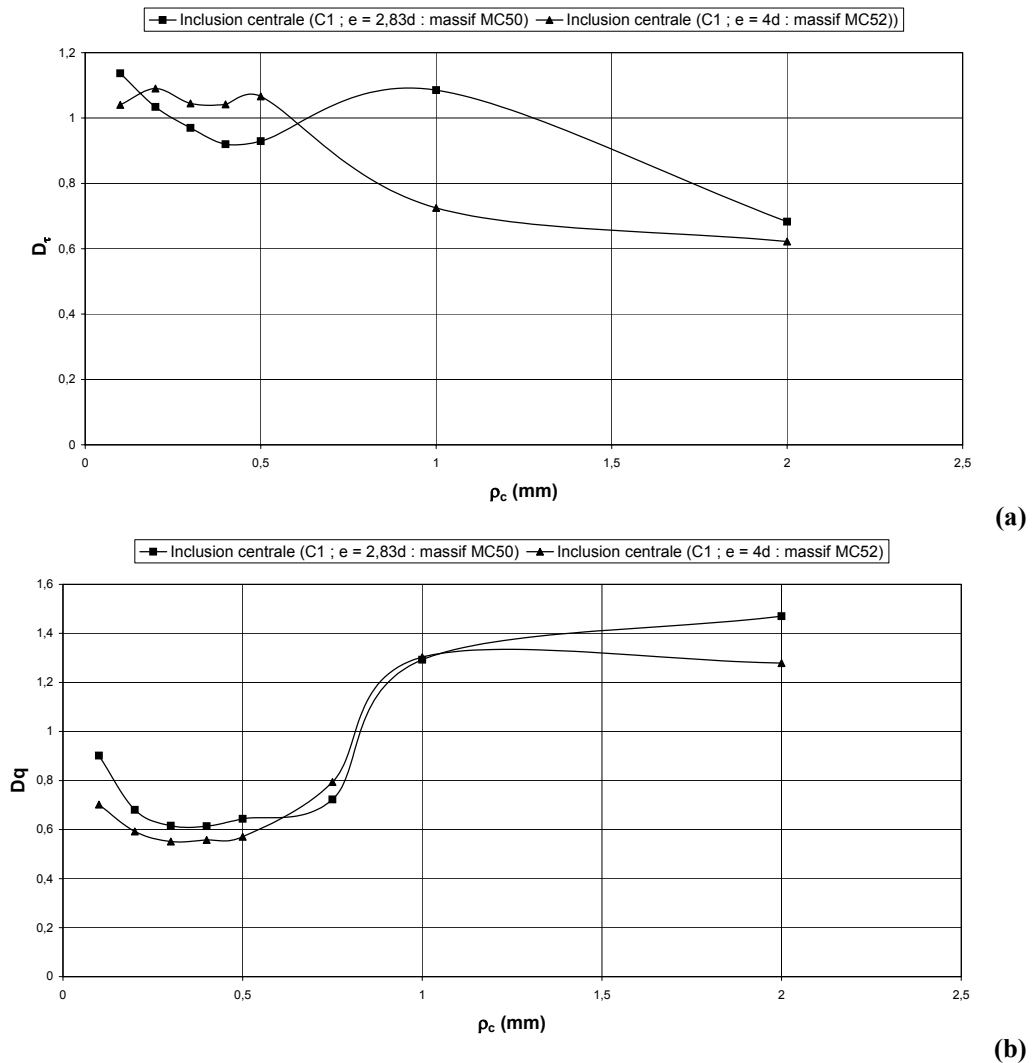 Inclusion centrale (C1 ; e = 2,83d : massif MC50) Inclusion centrale (C1 ; e = 4d : massif MC52))
1,2
1
0,8
0,6
0,4
0,2
0
Dτ
0 0,5 1 1,5 2 2,5
ρc (mm)
(a)
Inclusion centrale (C1 ; e = 2,83d : massif MC50) Inclusion centrale (C1 ; e = 4d : massif MC52)
1,6
1,4
1,2
1
0,8
0,6
0,4
0,2
0
Dq
0 0,5 1 1,5 2 2,5
ρc (mm)
(b)